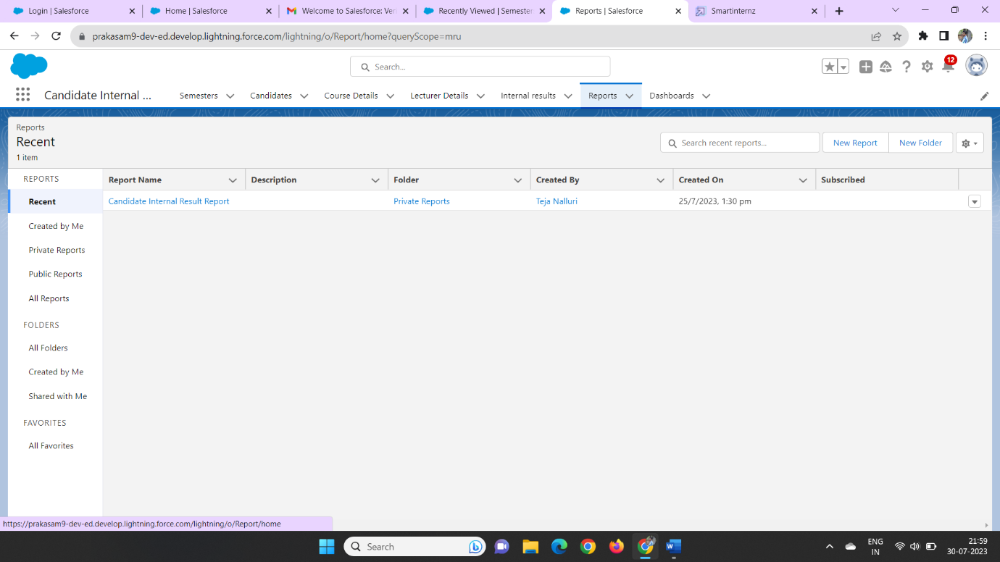 Login | Salesforce
Home | Salesforce
Welcome to Salesforce: Ver
Recently Viewed | Semester
Reports | Salesforce
Smartinternz
prakasam9-dev-ed.develop.lightning.force.com/lightning/o/Report/home?queryScope=mru
Search...
12
Candidate Internal ...
Semesters
Candidates
Course Details
Lecturer Details
Internal results
Reports
Dashboards
Reports
Recent
1 item
Search recent reports...
New Report
New Folder
REPORTS
Recent
Created by Me
Private Reports
Public Reports
All Reports
FOLDERS
All Folders
Created by Me
Shared with Me
FAVORITES
All Favorites
Report Name Description Folder Created By Created On Subscribed
Candidate Internal Result Report Private Reports Teja Nalluri 25/7/2023, 1:30 pm
https://prakasam9-dev-ed.develop.lightning.force.com/lightning/o/Report/home
Search
ENG
IN
21:59
30-07-2023